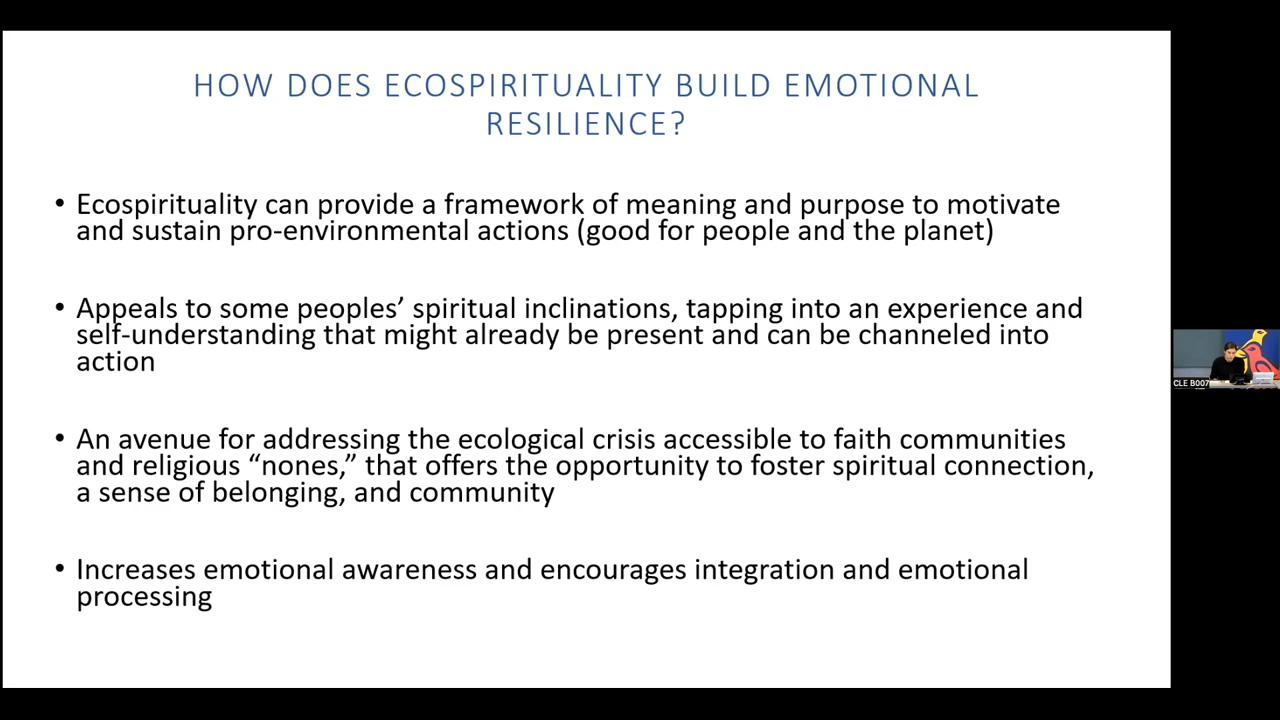 HOW DOES ECOSPIRITUALITY BUILD EMOTIONAL
RESILIENCE?
• Ecospirituality can provide a framework of meaning and purpose to motivate
and sustain pro-environmental actions (good for people and the planet)
• Appeals to some peoples’ spiritual inclinations, tapping into an experience and
self-understanding that might already be present and can be channeled into
action
• An avenue for addressing the ecological crisis accessible to faith communities
and religious “nones,” that offers the opportunity to foster spiritual connection,
a sense of belonging, and community
• Increases emotional awareness and encourages integration and emotional
processing
CLE B007